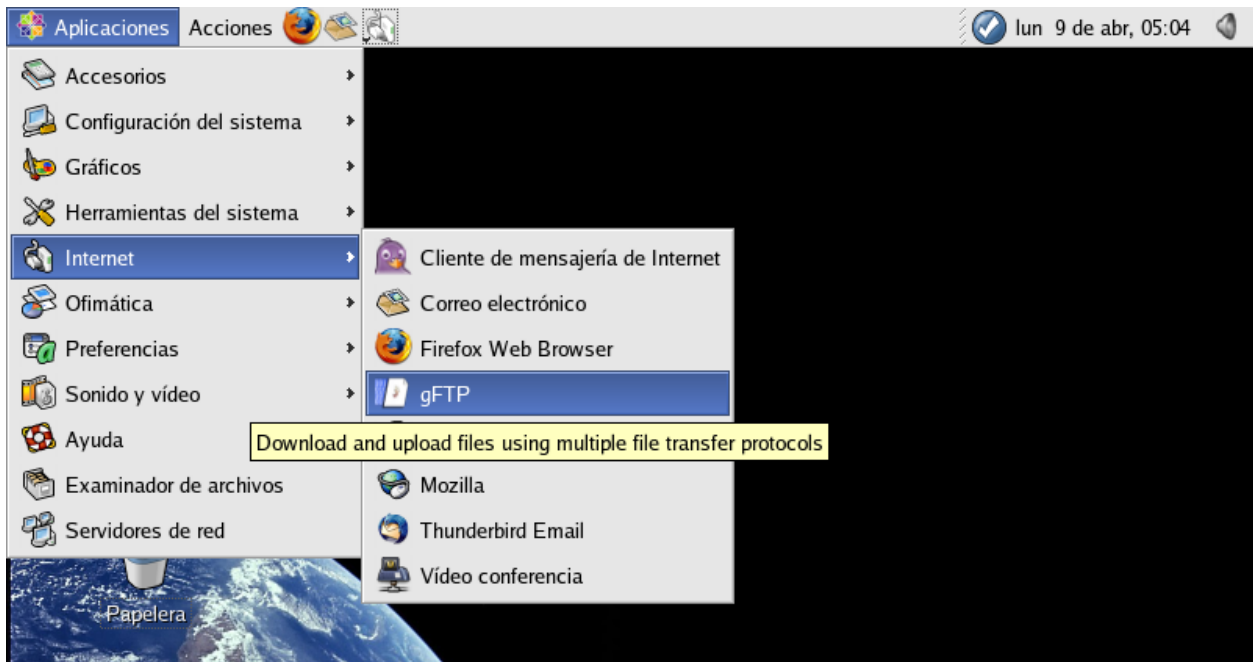 Aplicaciones Acciones lun 9 de abr, 05:04
Accesorios
Configuración del sistema
Gráficos
Herramientas del sistema
Internet
Ofimática
Preferencias
Sonido y vídeo
Ayuda
Examinador de archivos
Servidores de red
Cliente de mensajería de Internet
Correo electrónico
Firefox Web Browser
gFTP
Download and upload files using multiple file transfer protocols
Mozilla
Thunderbird Email
Vídeo conferencia
Papelera